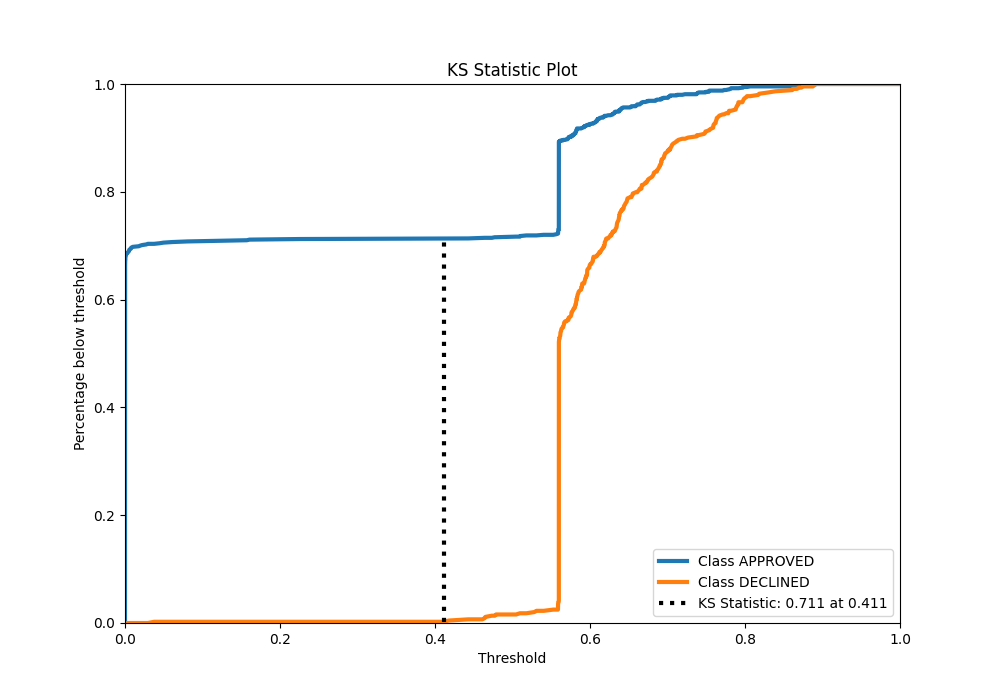 KS Statistic Plot
1.0
0.8
0.6
0.4
0.2
0.0
Percentage below threshold
0.0 0.2 0.4 0.6 0.8 1.0
Threshold
Class APPROVED
Class DECLINED
KS Statistic: 0.711 at 0.411